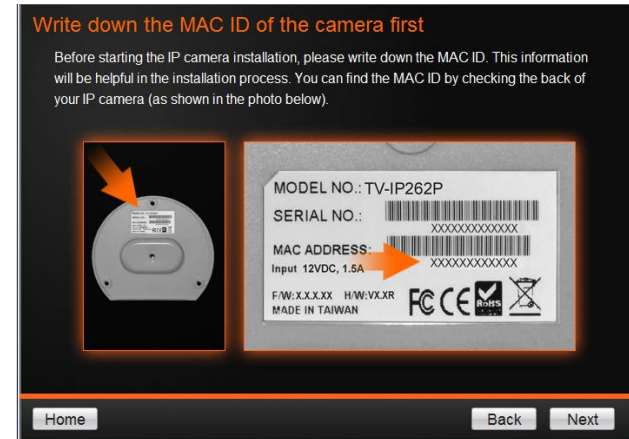 Write down the MAC ID of the camera first
Before starting the IP camera installation, please write down the MAC ID. This information
will be helpful in the installation process. You can find the MAC ID by checking the back of
your IP camera (as shown in the photo below).
MODEL NO.: TV-IP262P
SERIAL NO.:
XXXXXXXXXXXXX
MAC ADDRESS:
Input 12VDC, 1.5A
XXXXXXXXXXXX
F/W:X.X.X.XX H/W:VX.XR
MADE IN TAIWAN
FC CE RoHS
Home
Back
Next